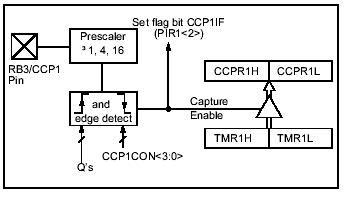 Set flag bit CCP1IF
(PIR1<2>)
Prescaler
³ 1, 4, 16
RB3/CCP1
Pin
CCPR1H
CCPR1L
and
edge detect
Capture
Enable
TMR1H
TMR1L
CCP1CON<3:0>
Q's